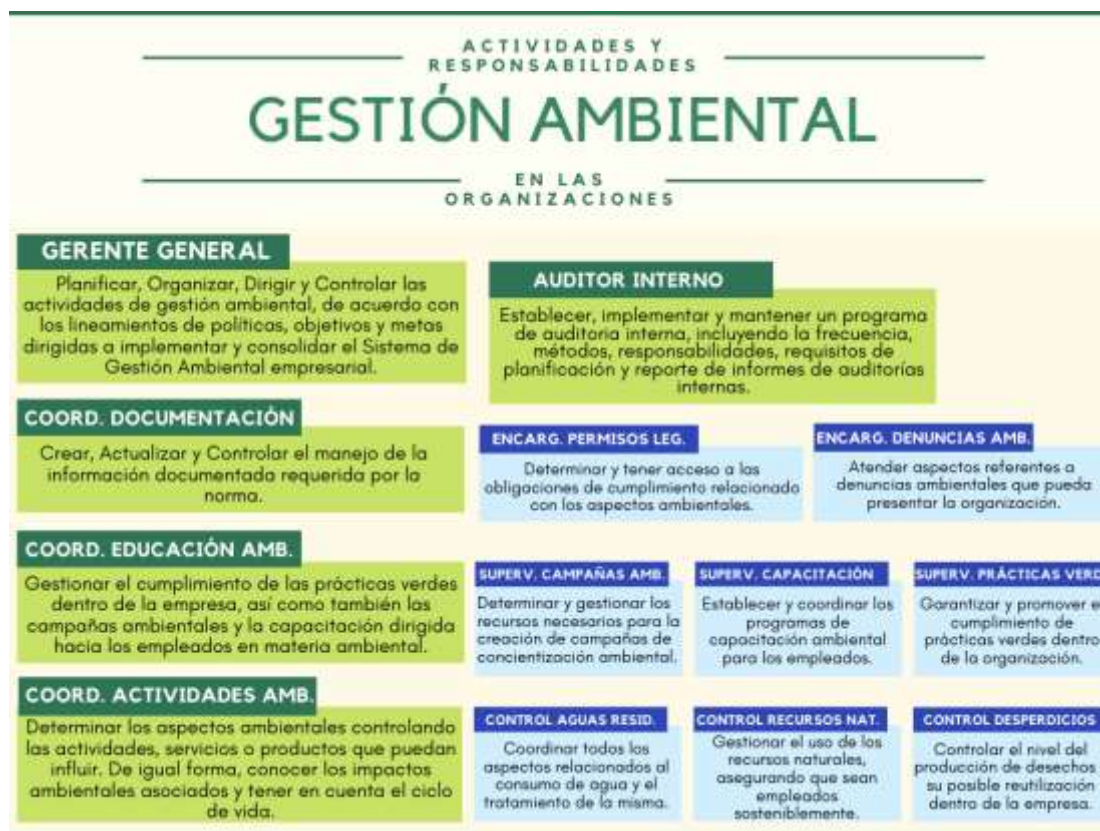 ACTIVIDADES Y
RESPONSABILIDADES
GESTIÓN AMBIENTAL
EN LAS
ORGANIZACIONES
GERENTE GENERAL
Planificar, Organizar, Dirigir y Controlar las
actividades de gestión ambiental, de acuerdo con
los lineamientos de políticas, objetivos y metas
dirigidas a implementar y consolidar el Sistema de
Gestión Ambiental empresarial.
AUDITOR INTERNO
Establecer, implementar y mantener un programa
de auditoria interna, incluyendo la frecuencia,
métodos, responsabilidades, requisitos de
planificación y reporte de informes de auditorías
internas.
COORD. DOCUMENTACIÓN
Crear, Actualizar y Controlar el manejo de la
información documentada requerida por la
norma.
ENCARG. PERMISOS LEG.
Determinar y tener acceso a las
obligaciones de cumplimiento relacionado
con los aspectos ambientales.
ENCARG. DENUNCIAS AMB.
Atender aspectos referentes a
denuncias ambientales que pueda
presentar la organización.
COORD. EDUCACIÓN AMB.
Gestionar el cumplimiento de las prácticas verdes
dentro de la empresa, así como también las
campañas ambientales y la capacitación dirigida
hacia los empleados en materia ambiental.
SUPERV. CAMPAÑAS AMB.
Determinar y gestionar los
recursos necesarios para la
creación de campañas de
concientización ambiental.
SUPERV. CAPACITACIÓN
Establecer y coordinar los
programas de
capacitación ambiental
para los empleados.
SUPERV. PRÁCTICAS VERD
Garantizar y promover e
cumplimiento de
prácticas verdes dentro
de la organización.
COORD. ACTIVIDADES AMB.
Determinar los aspectos ambientales controlando
las actividades, servicios o productos que puedan
influir. De igual forma, conocer los impactos
ambientales asociados y tener en cuenta el ciclo
de vida.
CONTROL AGUAS RESID.
Coordinar todos los
aspectos relacionados al
consumo de agua y el
tratamiento de la misma.
CONTROL RECURSOS NAT.
Gestionar el uso de los
recursos naturales,
asegurando que sean
empleados
sosteniblemente.
CONTROL DESPERDICIOS
Controlar el nivel del
producción de desechos
su posible reutilización
dentro de la empresa.